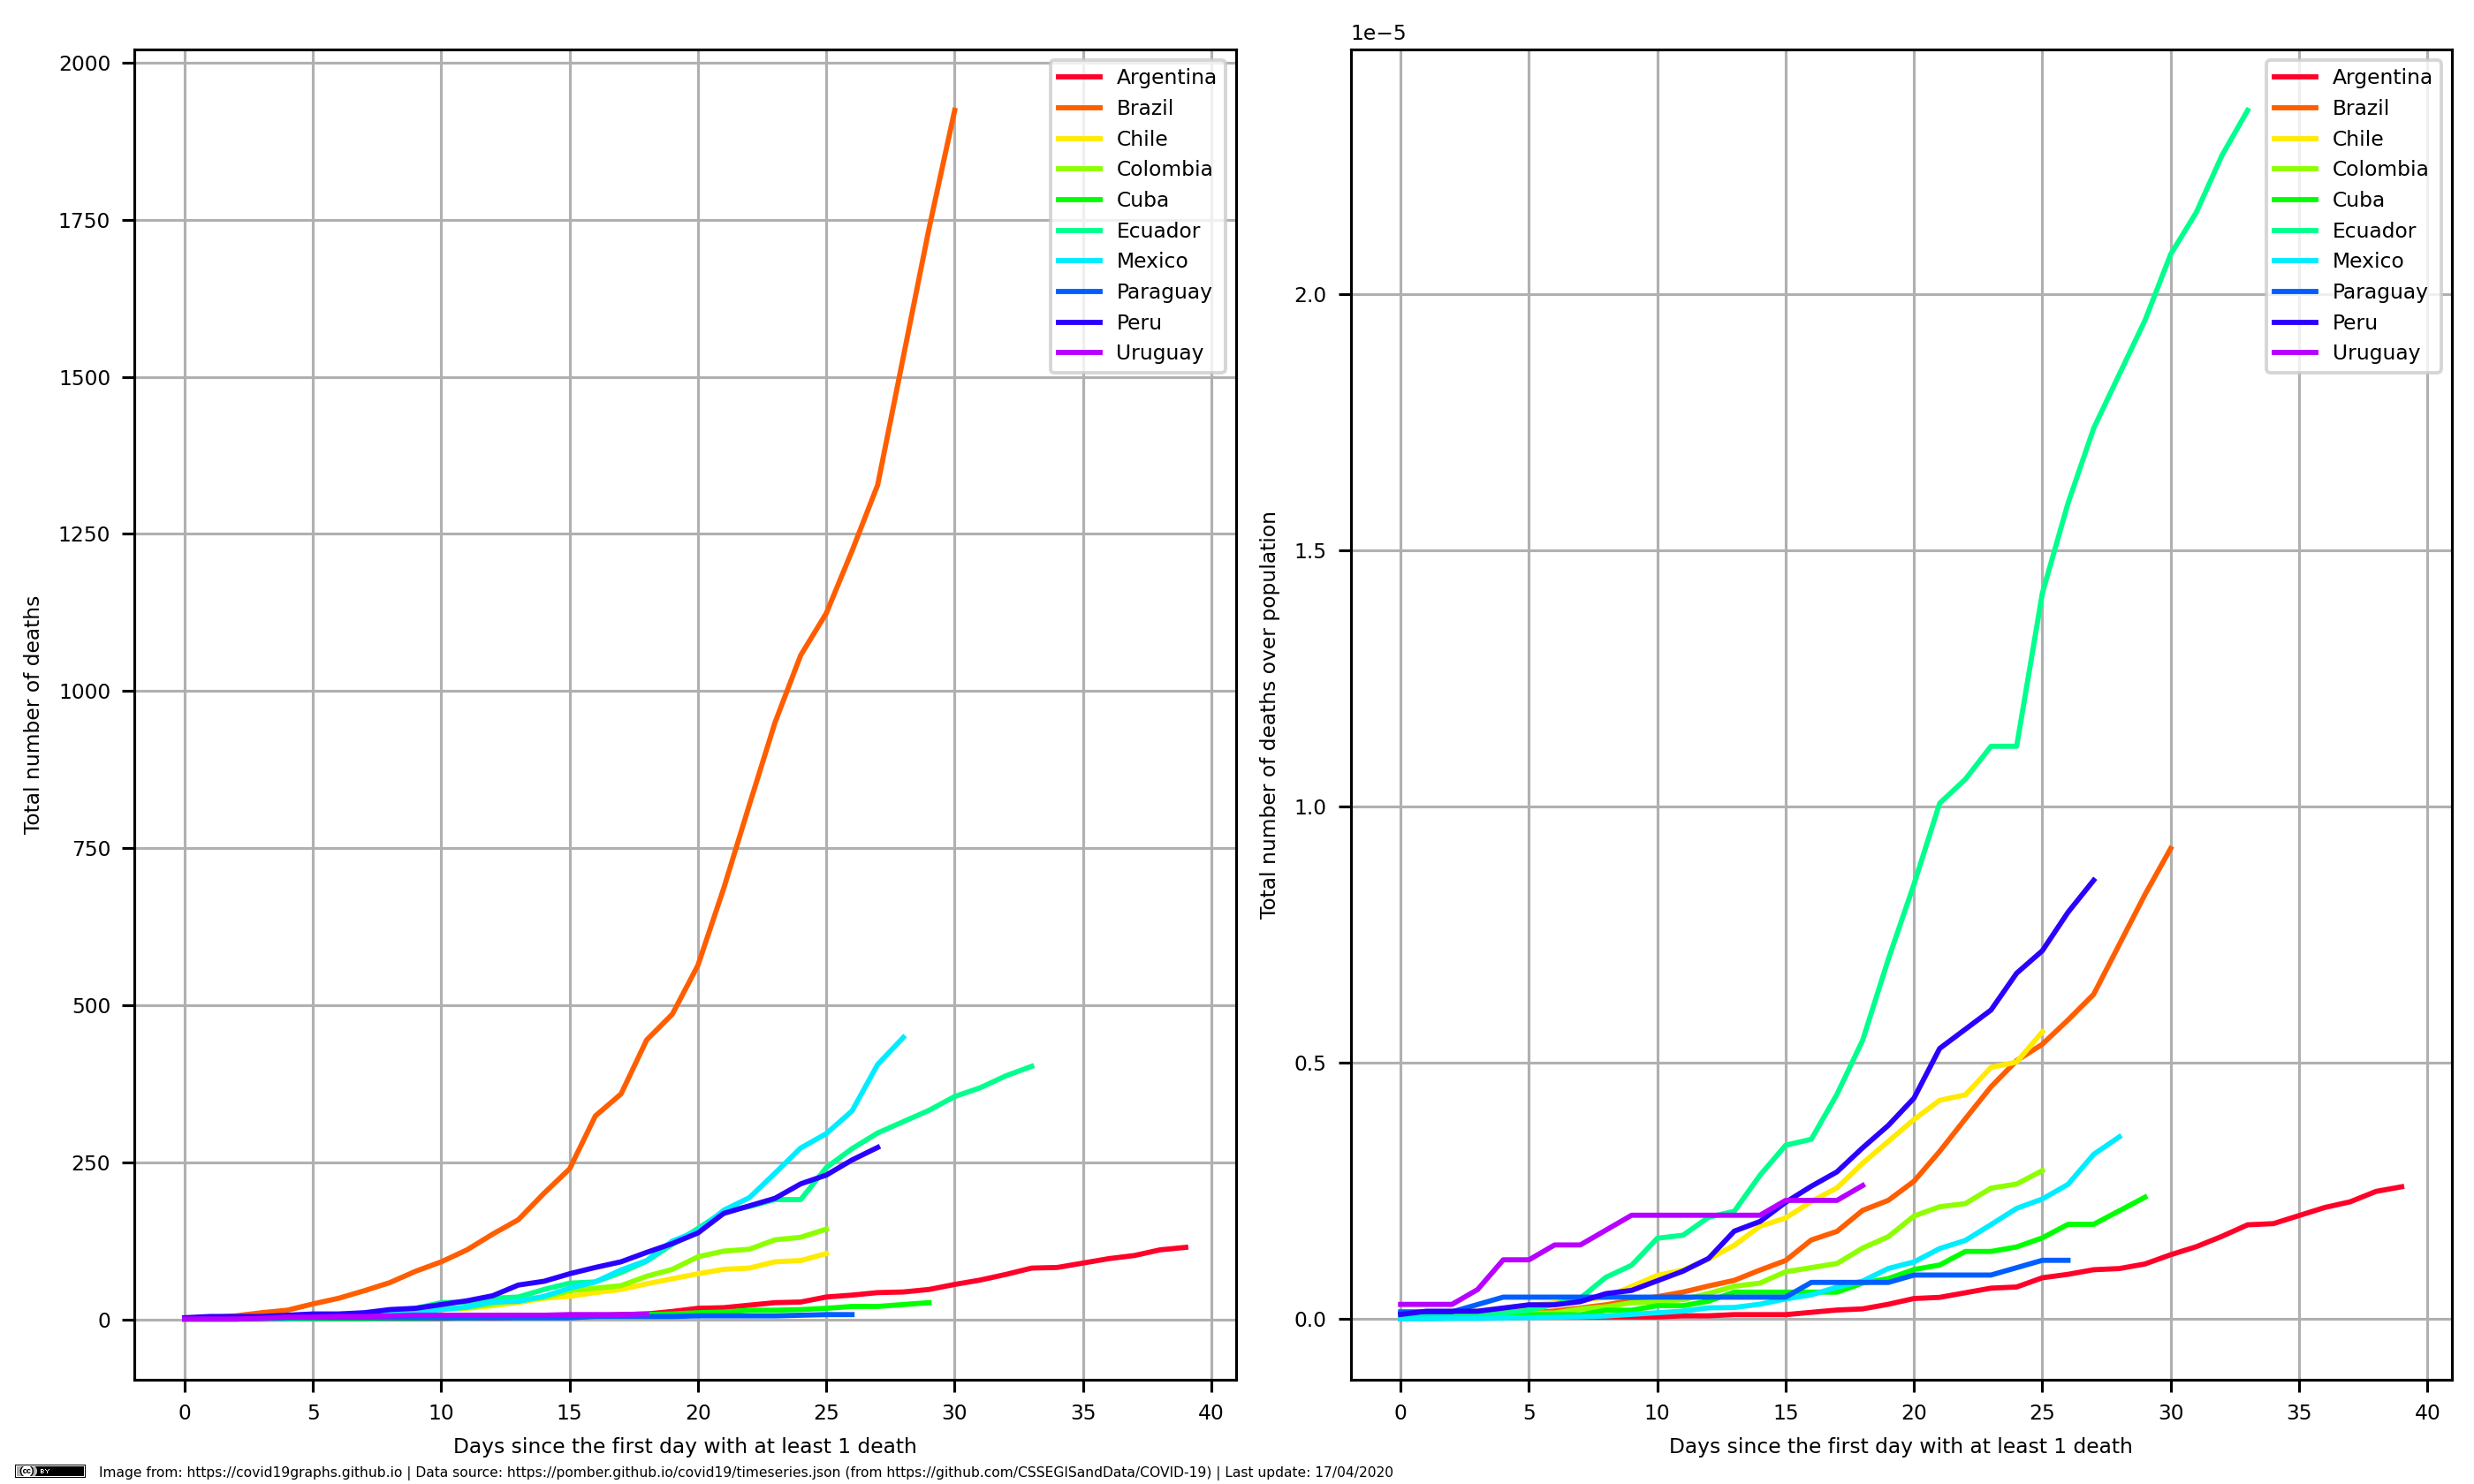 2000
1750
1500
1250
1000
750
500
250
0
Total number of deaths
0 5 10 15 20 25 30 35 40
Days since the first day with at least 1 death
Argentina
Brazil
Chile
Colombia
Cuba
Ecuador
Mexico
Paraguay
Peru
Uruguay
1e−5
2.0
1.5
1.0
0.5
0.0
Total number of deaths over population
0 5 10 15 20 25 30 35 40
Days since the first day with at least 1 death
Argentina
Brazil
Chile
Colombia
Cuba
Ecuador
Mexico
Paraguay
Peru
Uruguay
(cc) BY
Image from: https://covid19graphs.github.io | Data source: https://pomber.github.io/covid19/timeseries.json (from https://github.com/CSSEGISandData/COVID-19) | Last update: 17/04/2020